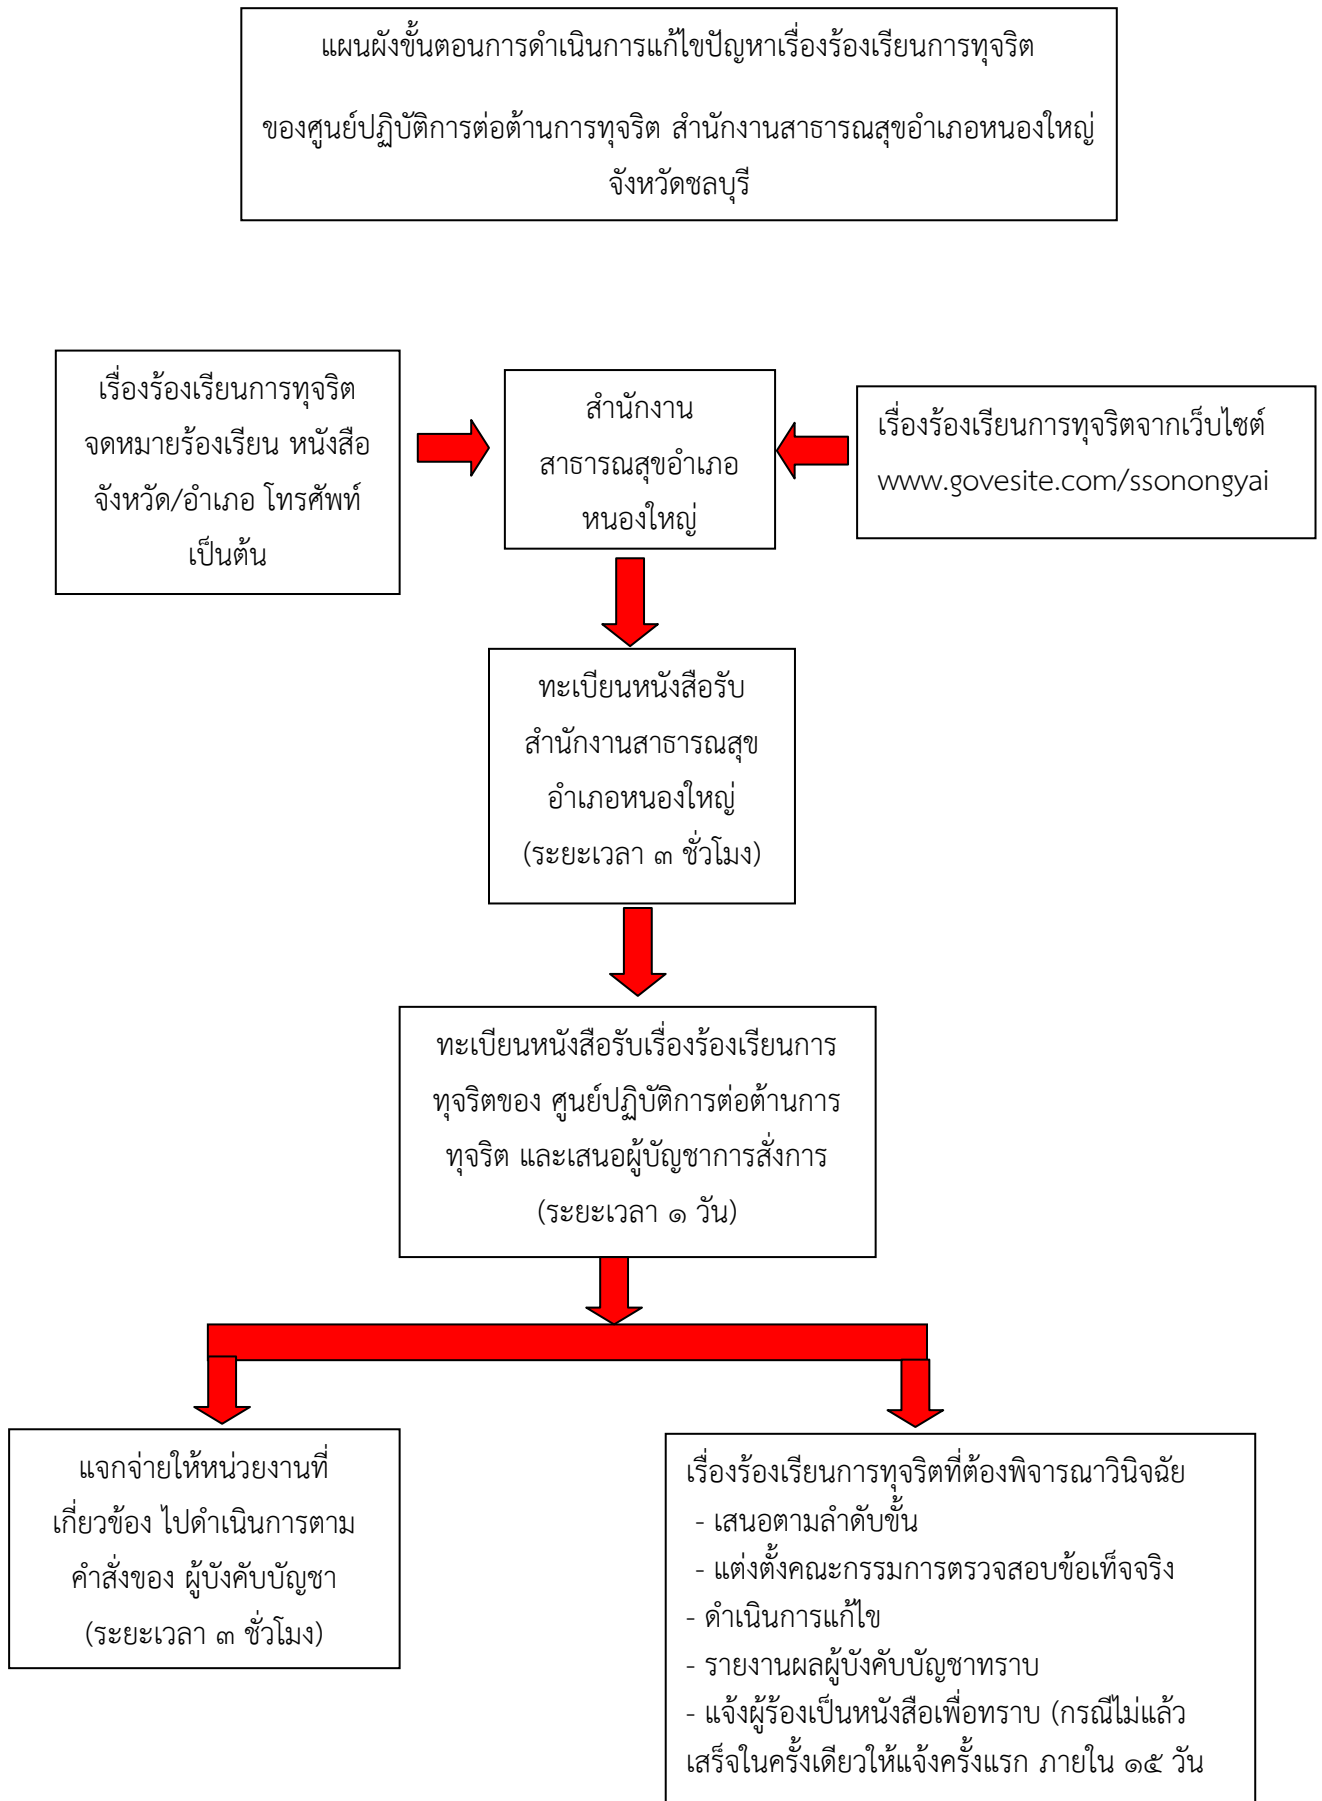 แผนผังขั้นตอนการดำเนินการแก้ไขปัญหาเรื่องร้องเรียนการทุจริต
ของศูนย์ปฏิบัติการต่อต้านการทุจริต สำนักงานสาธารณสุขอำเภอหนองใหญ่
จังหวัดชลบุรี
เรื่องร้องเรียนการทุจริต
จดหมายร้องเรียน หนังสือ
จังหวัด/อำเภอ โทรศัพท์
เป็นต้น
สำนักงาน
สาธารณสุขอำเภอ
หนองใหญ่
เรื่องร้องเรียนการทุจริตจากเว็บไซต์
www.govesite.com/ssonongyai
ทะเบียนหนังสือรับ
สำนักงานสาธารณสุข
อำเภอหนองใหญ่
(ระยะเวลา ๓ ชั่วโมง)
ทะเบียนหนังสือรับเรื่องร้องเรียนการ
ทุจริตของ ศูนย์ปฏิบัติการต่อต้านการ
ทุจริต และเสนอผู้บัญชาการสั่งการ
(ระยะเวลา ๑ วัน)
แจกจ่ายให้หน่วยงานที่
เกี่ยวข้อง ไปดำเนินการตาม
คำสั่งของ ผู้บังคับบัญชา
(ระยะเวลา ๓ ชั่วโมง)
เรื่องร้องเรียนการทุจริตที่ต้องพิจารณาวินิจฉัย
- เสนอตามลำดับขั้น
- แต่งตั้งคณะกรรมการตรวจสอบข้อเท็จจริง
- ดำเนินการแก้ไข
- รายงานผลผู้บังคับบัญชาทราบ
- แจ้งผู้ร้องเป็นหนังสือเพื่อทราบ (กรณีไม่แล้ว
เสร็จในครั้งเดียวให้แจ้งครั้งแรก ภายใน ๑๕ วัน